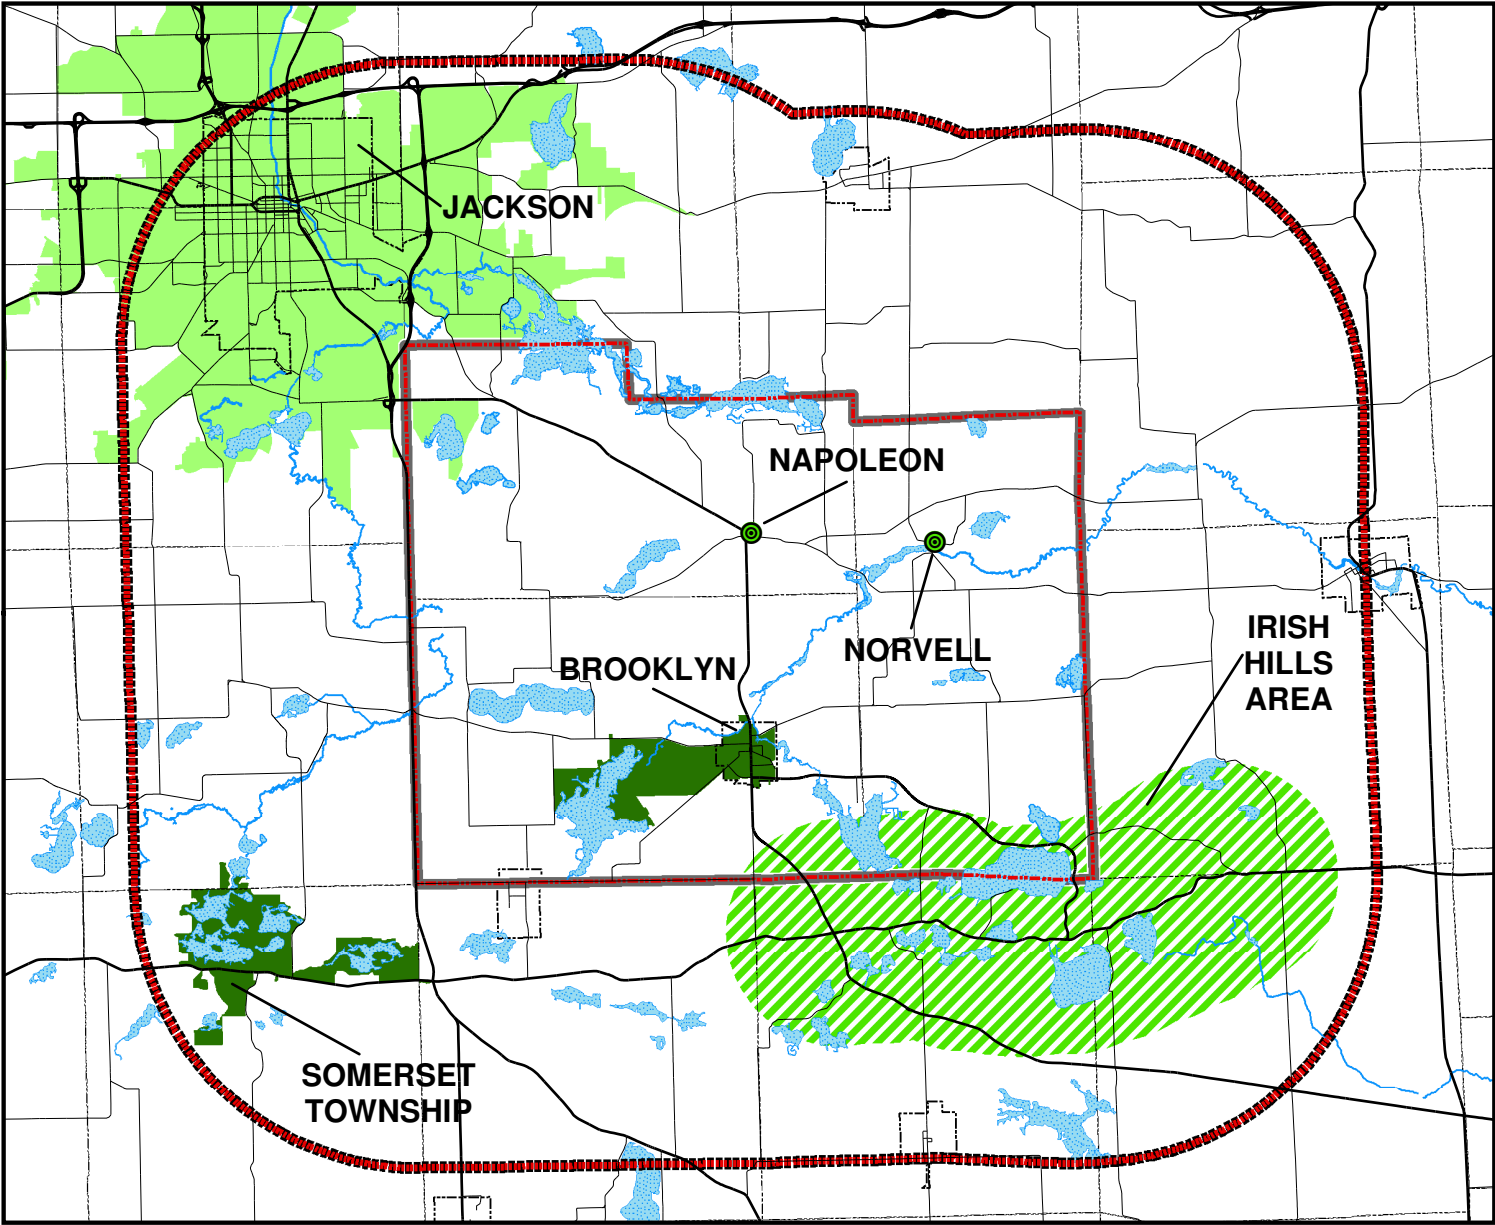 JACKSON
NAPOLEON
NORVELL
BROOKLYN
IRISH
HILLS
AREA
SOMERSET
TOWNSHIP